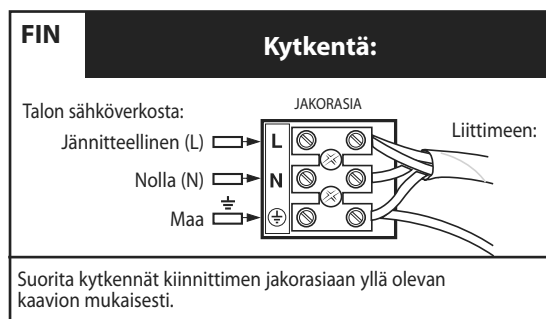 FIN
Kytkentä:
Talon sähköverkosta:
JAKORASIA
Liittimeen:
Jännitteellinen (L)
L
Nolla (N)
N
Maa
Suorita kytkennät kiinnittimen jakorasiaan yllä olevan
kaavion mukaisesti.